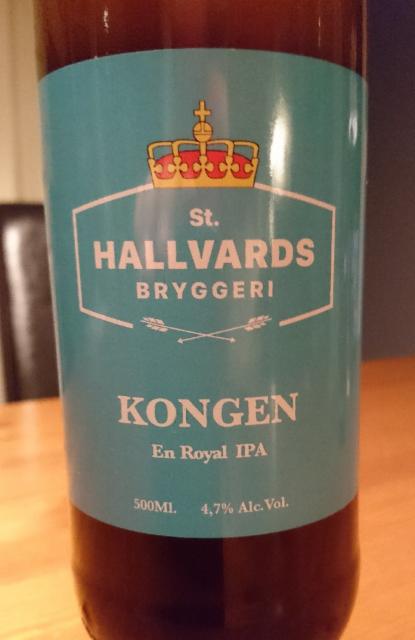 St.
HALLVARDS
BRYGGERI
KONGEN
En Royal IPA
500Ml. 4,7% Alc.Vol.